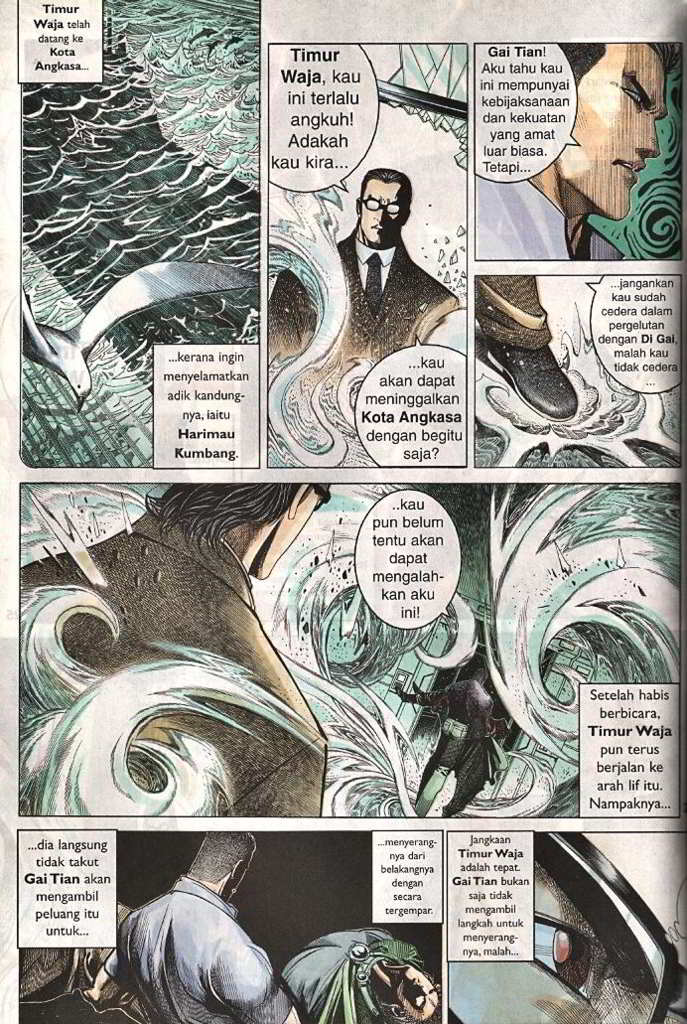 Timur
Waja telah
datang ke
Kota
Angkasa...
...kerana ingin
menyelamatkan
adik kandung-
nya, iaitu
Harimau
Kumbang.
Timur
Waja, kau
ini terlalu
angkuh!
Adakah
kau kira...
...kau
akan dapat
meninggalkan
Kota Angkasa
dengan begitu
saja?
Gai Tian!
Aku tahu kau
ini mempunyai
kebijaksanaan
dan kekuatan
yang amat
luar biasa.
Tetapi...
...jangankan
kau sudah
cedera dalam
pergelutan
dengan Di Gai,
malah kau
tidak cedera
...
..kau
pun belum
tentu akan
dapat
mengalah-
kan aku
ini!
Setelah habis
berbicara,
Timur Waja
pun terus
berjalan ke
arah lif itu.
Nampaknya...
...dia langsung
tidak takut
Gai Tian akan
mengambil
peluang itu
untuk...
...menyerang-
nya dari
belakangnya
dengan
secara
tergempar.
Jangkaan
Timur Waja
adalah tepat.
Gai Tian bukan
saja tidak
mengambil
langkah untuk
menyerang-
nya, malah...